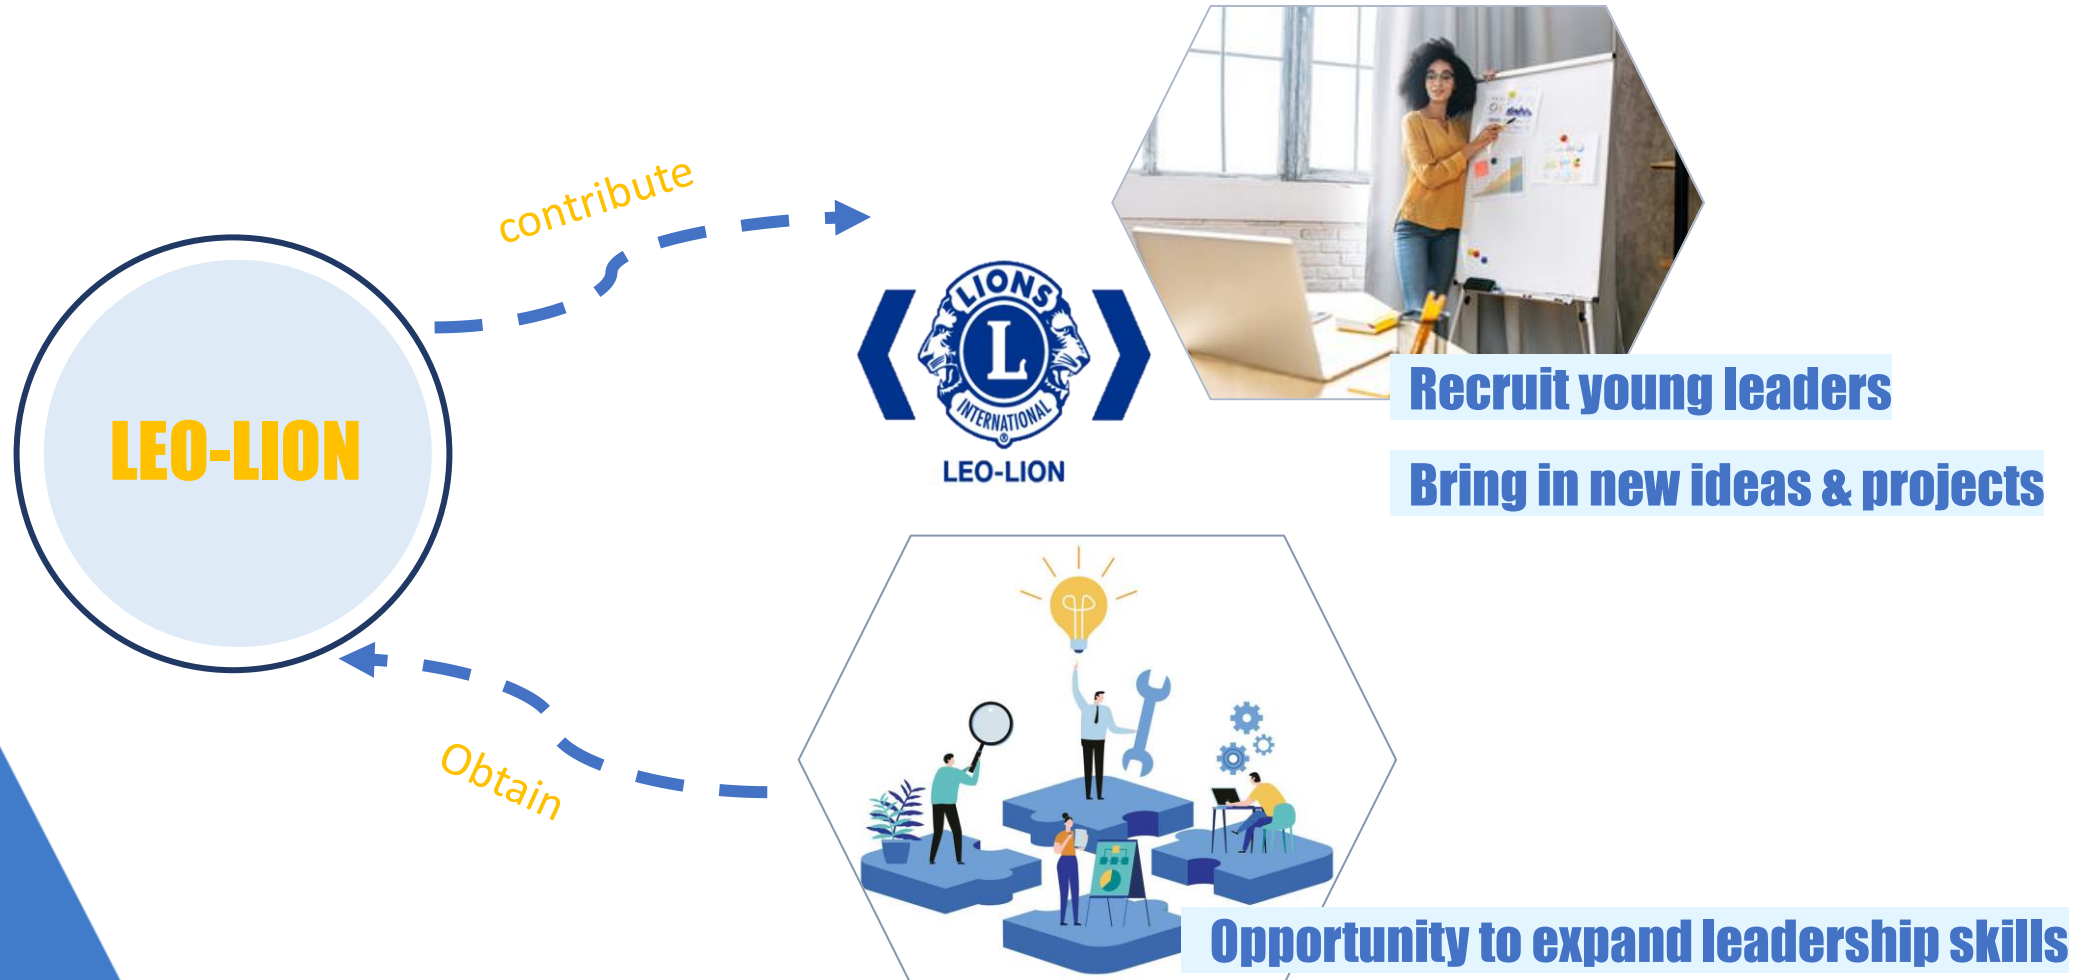 contribute
LIONS
L
INTERNATIONAL
®
LEO-LION
LEO-LION
Recruit young leaders
Bring in new ideas & projects
Obtain
Opportunity to expand leadership skills